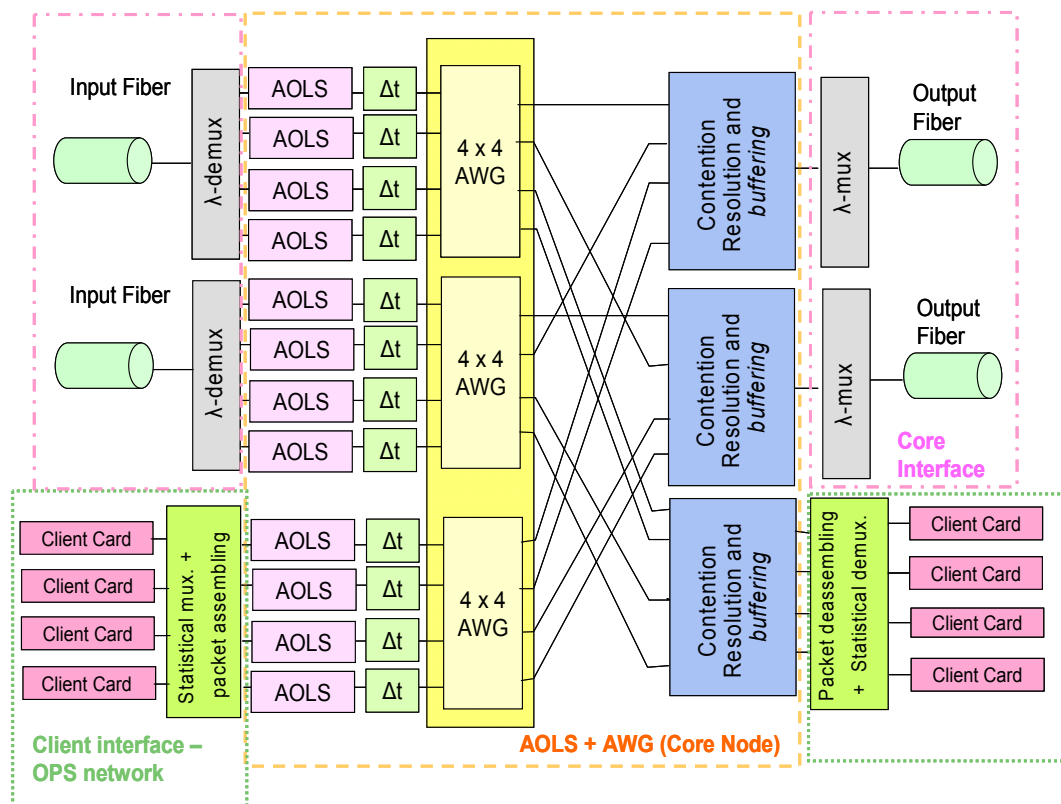 Input Fiber
λ-demux
AOLS
Δt
AOLS
Δt
AOLS
Δt
AOLS
Δt
4 x 4
AWG
Contention
Resolution and
buffering
λ-mux
Output
Fiber
Input Fiber
λ-demux
AOLS
Δt
AOLS
Δt
AOLS
Δt
AOLS
Δt
4 x 4
AWG
Contention
Resolution and
buffering
λ-mux
Output
Fiber
Core
Interface
Client Card
Client Card
Client Card
Client Card
Statistical mux. +
packet assembling
AOLS
Δt
AOLS
Δt
AOLS
Δt
AOLS
Δt
4 x 4
AWG
Contention
Resolution and
buffering
Packet deassembling
+ Statistical demux.
Client Card
Client Card
Client Card
Client Card
Client interface –
OPS network
AOLS + AWG (Core Node)